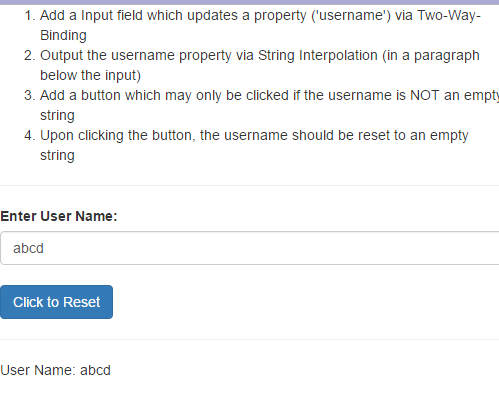 1. Add a Input field which updates a property ('username') via Two-Way-
Binding
2. Output the username property via String Interpolation (in a paragraph
below the input)
3. Add a button which may only be clicked if the username is NOT an empty
string
4. Upon clicking the button, the username should be reset to an empty
string
Enter User Name:
abcd
Click to Reset
User Name: abcd